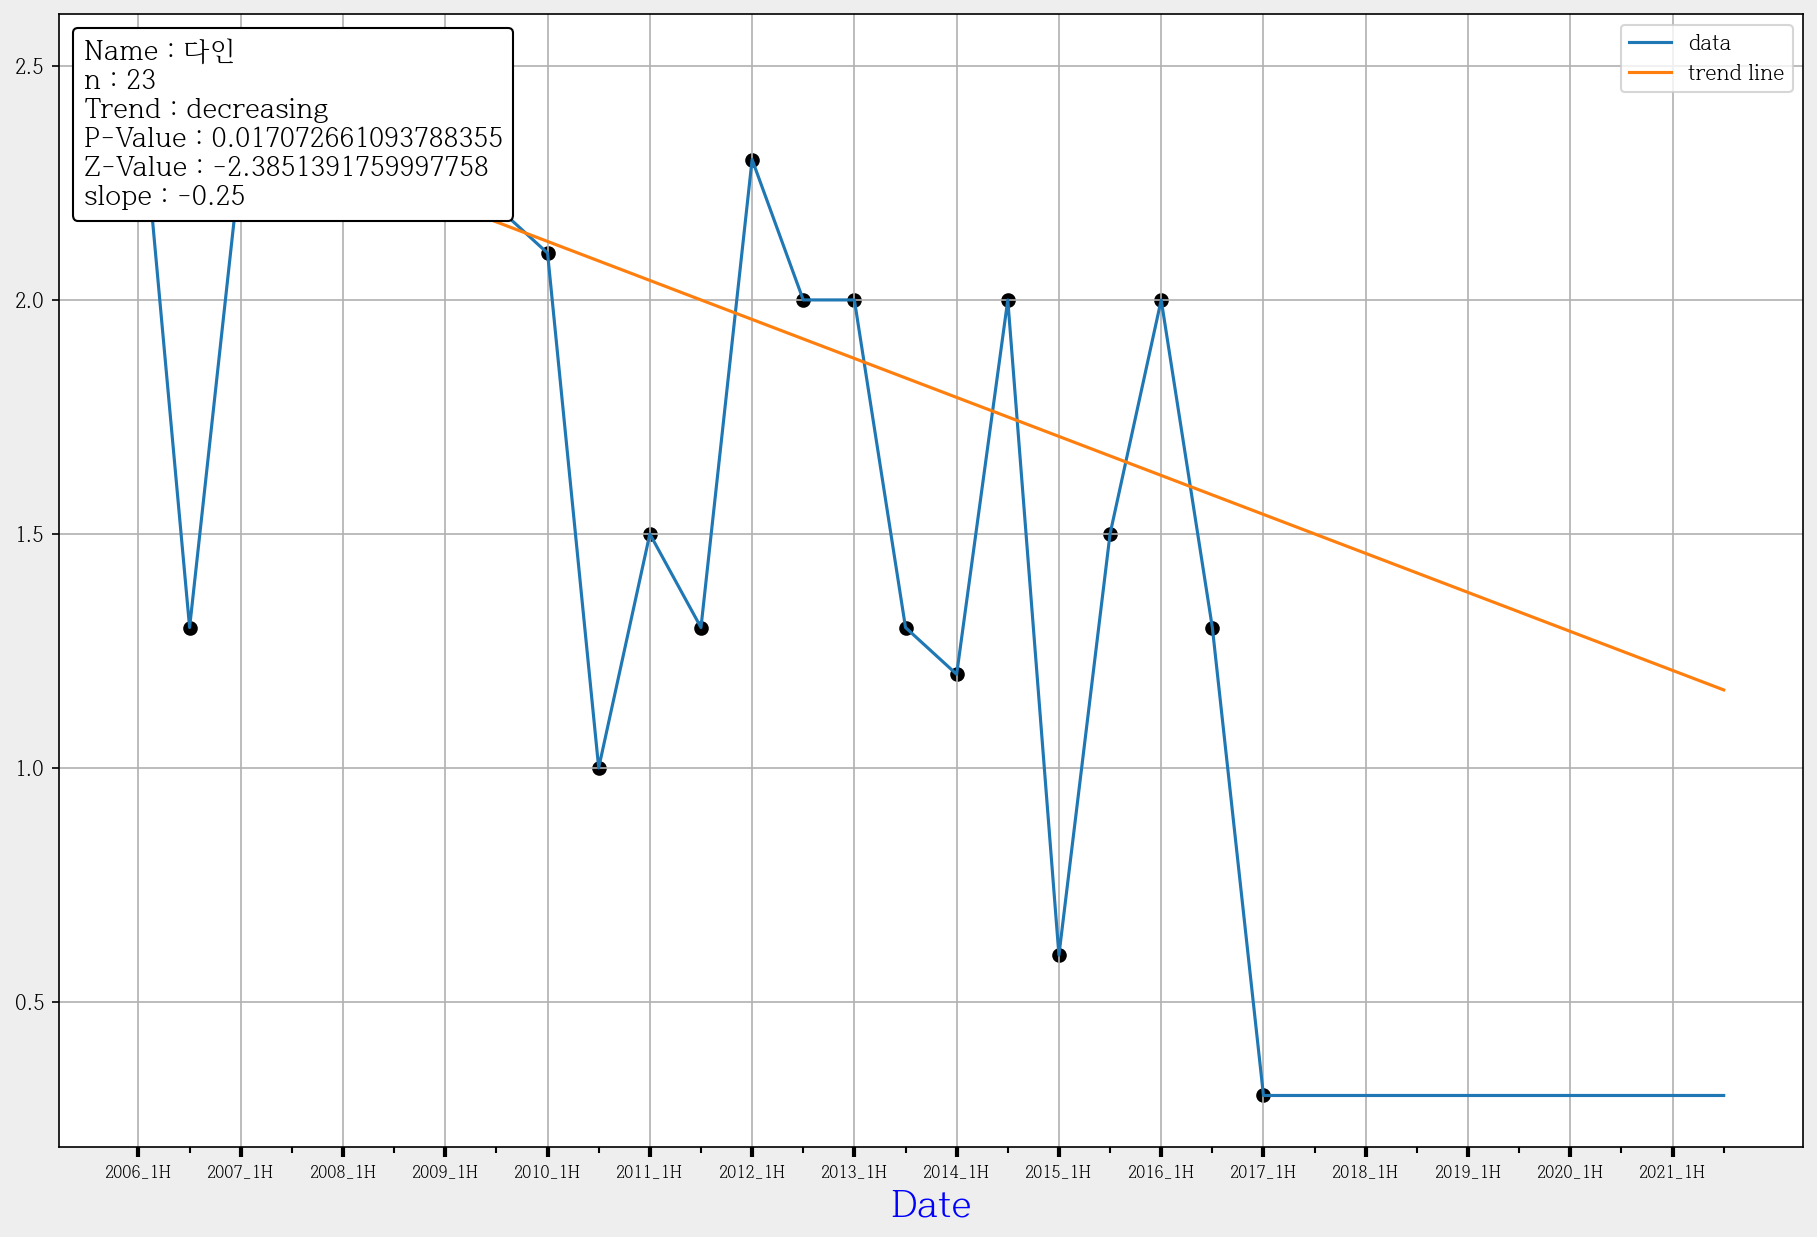 Name : 다인
n : 23
Trend : decreasing
P-Value : 0.017072661093788355
Z-Value : -2.3851391759997758
slope : -0.25
data
trend line
2.5
2.0
1.5
1.0
0.5
2006_1H 2007_1H 2008_1H 2009_1H 2010_1H 2011_1H 2012_1H 2013_1H 2014_1H 2015_1H 2016_1H 2017_1H 2018_1H 2019_1H 2020_1H 2021_1H
Date